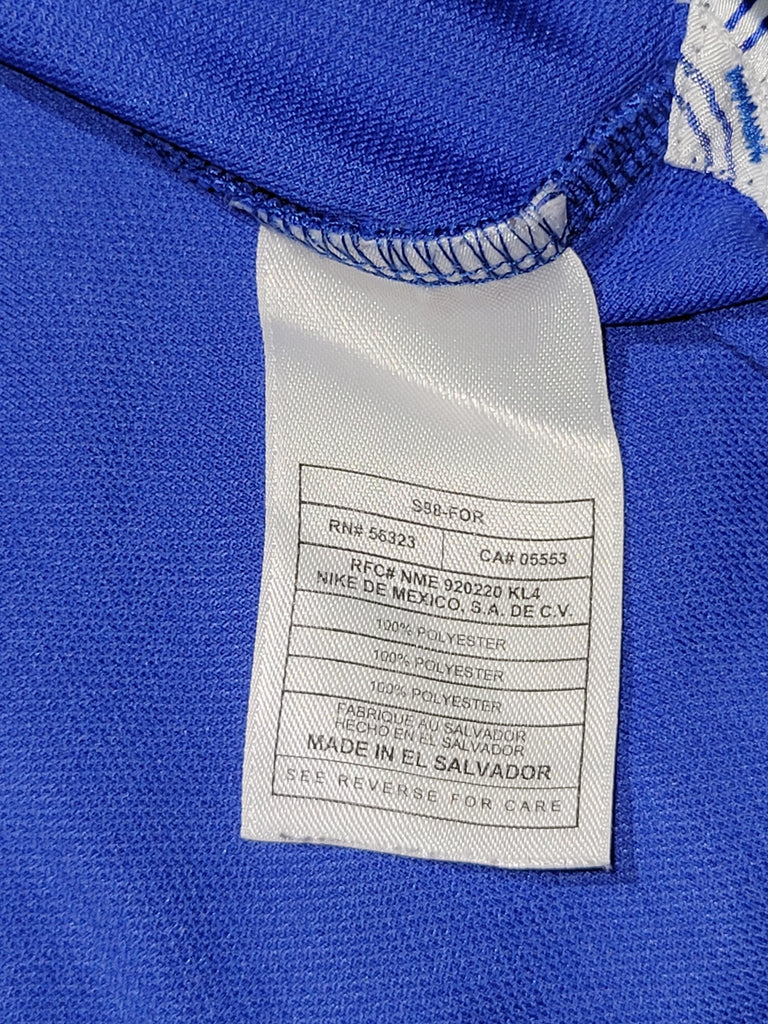 S98-FOR
RN# 56323 CA# 05553
RFC# NME 920220 KL4
NIKE DE MEXICO, S.A. DE C.V.
100% POLYESTER
100% POLYESTER
100% POLYESTER
FABRIQUE AU SALVADOR
HECHO EN EL SALVADOR
MADE IN EL SALVADOR
SEE REVERSE FOR CARE